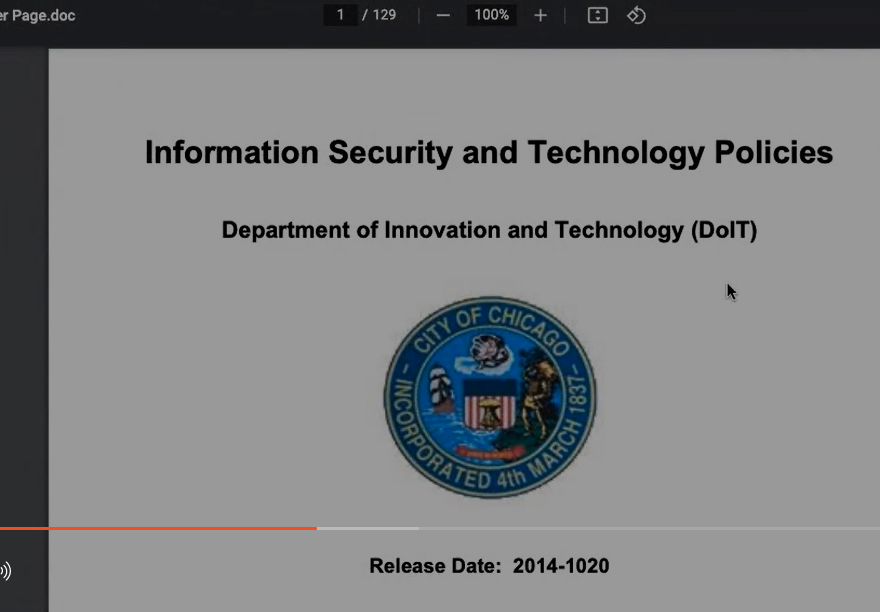 er Page.doc
1 / 129
100%
Information Security and Technology Policies
Department of Innovation and Technology (DoIT)
CITY OF CHICAGO
INCORPORATED 4th MARCH 1837
Release Date: 2014-1020